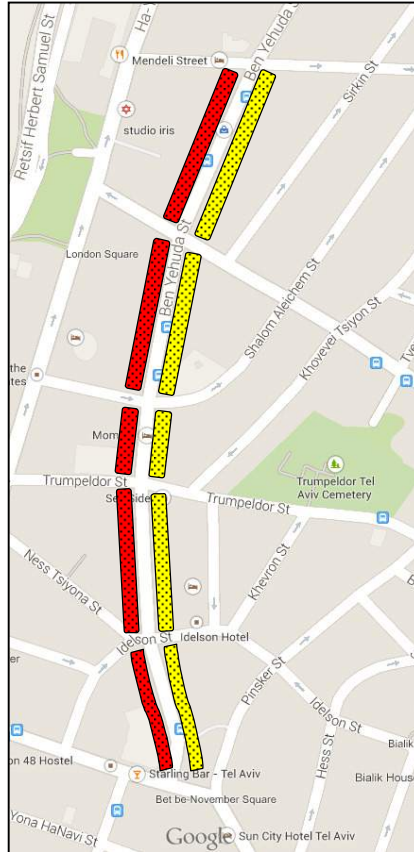 Ha-Y
Mendeli Street
Retsif Herbert Samuel St
Ben Yehuda St
Sirkin St
studio iris
London Square
Ben Yehuda St
Shalom Aleichem St
Khovevei Tsiyon St
Tve
the
tes
Mom
Trumpeldor St
Trumpeldor Tel
Aviv Cemetery
Trumpeldor St
Ness Tsiyona St
Khevron St
Idelson St
Idelson Hotel
Pinsker St
Idelson St
Hess St
Bialik
on 48 Hostel
Starling Bar - Tel Aviv
Bialik Hous
Bet be-November Square
Yona HaNavi St
Google
Sun City Hotel Tel Aviv